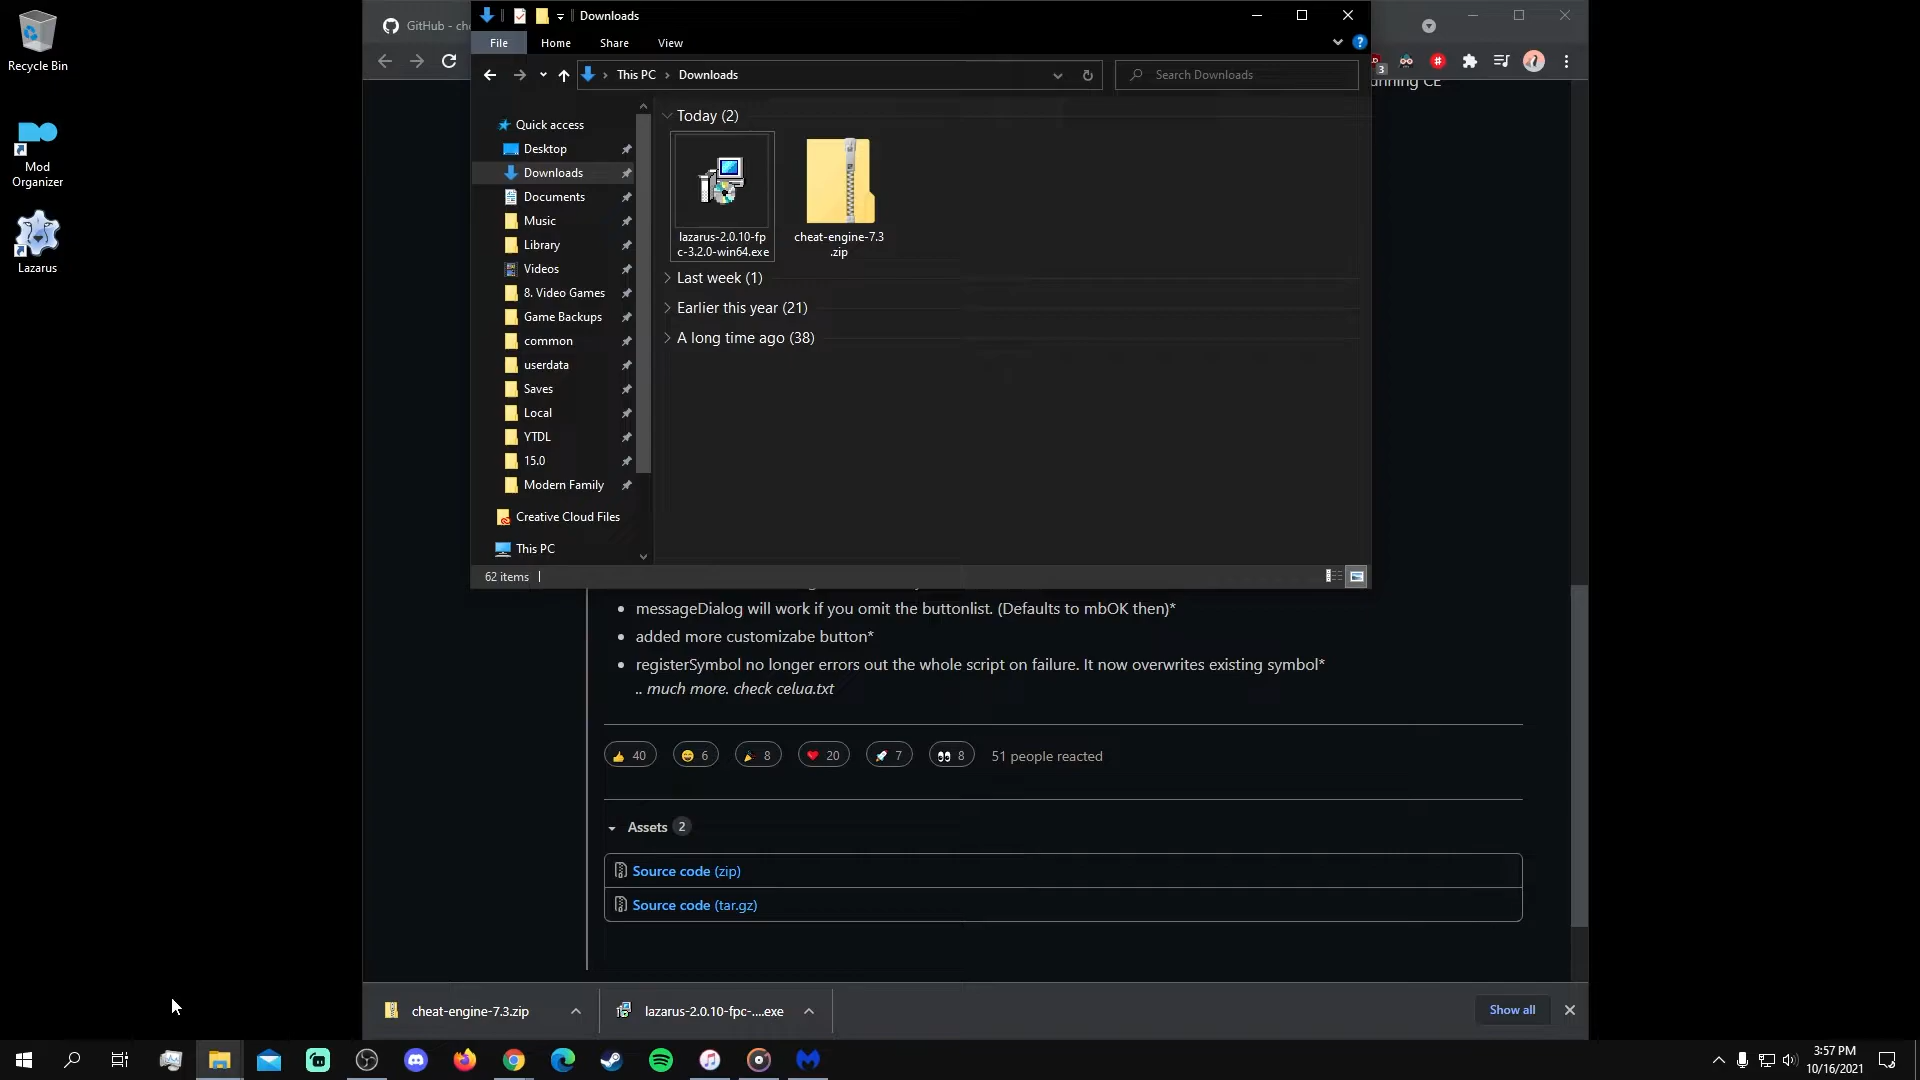 Recycle Bin
Mod
Organizer
Lazarus
GitHub - che
Downloads
File
Home
Share
View
This PC
Downloads
Search Downloads
3
unning CE
Quick access
Desktop
Downloads
Documents
Music
Library
Videos
8. Video Games
Game Backups
common
userdata
Saves
Local
YTDL
15.0
Modern Family
Creative Cloud Files
This PC
Today (2)
lazarus-2.0.10-fp
c-3.2.0-win64.exe
cheat-engine-7.3
.zip
Last week (1)
Earlier this year (21)
A long time ago (38)
62 items
messageDialog will work if you omit the buttonlist. (Defaults to mbOK then)*
added more customizabe button*
registerSymbol no longer errors out the whole script on failure. It now overwrites existing symbol*
.. much more. check celua.txt
40
6
8
20
7
8
51 people reacted
Assets 2
Source code (zip)
Source code (tar.gz)
cheat-engine-7.3.zip
lazarus-2.0.10-fpc-....exe
Show all
3:57 PM
10/16/2021